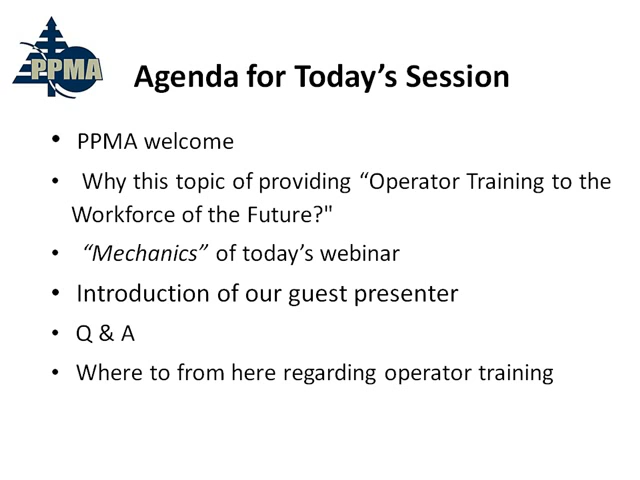 PPMA
Agenda for Today’s Session
• PPMA welcome
• Why this topic of providing “Operator Training to the
Workforce of the Future?"
• “Mechanics” of today’s webinar
• Introduction of our guest presenter
• Q & A
• Where to from here regarding operator training